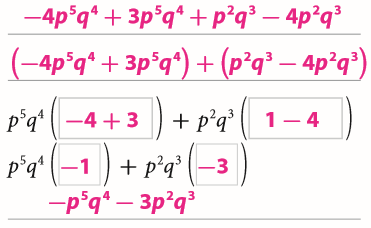 −4p⁵q⁴ + 3p⁵q⁴ + p²q³ − 4p²q³
(−4p⁵q⁴ + 3p⁵q⁴) + (p²q³ − 4p²q³)
p⁵q⁴ ( −4 + 3 ) + p²q³ ( 1 − 4 )
p⁵q⁴ ( −1 ) + p²q³ ( −3 )
−p⁵q⁴ − 3p²q³